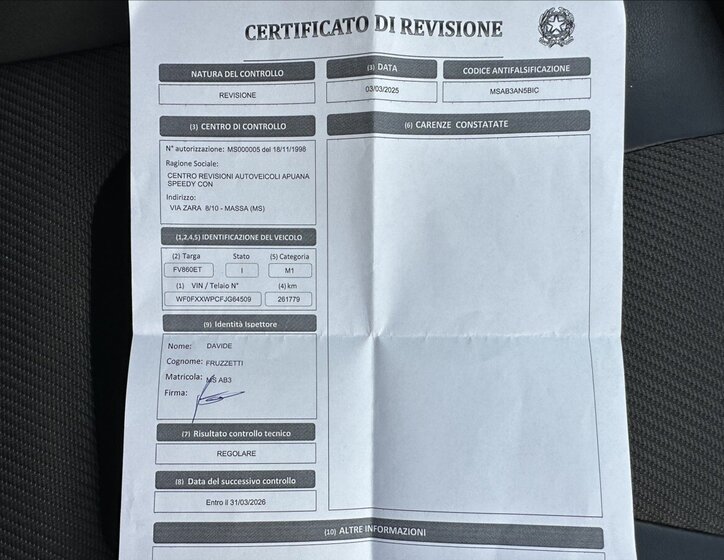 CERTIFICATO DI REVISIONE
NATURA DEL CONTROLLO
REVISIONE
(3) DATA
03/03/2025
CODICE ANTIFALSIFICAZIONE
MSAB3AN5BIC
(3) CENTRO DI CONTROLLO
N° autorizzazione: MS000005 del 18/11/1998
Ragione Sociale:
CENTRO REVISIONI AUTOVEICOLI APUANA
SPEEDY CON
Indirizzo:
VIA ZARA 8/10 - MASSA (MS)
(6) CARENZE CONSTATATE
(1,2,4,5) IDENTIFICAZIONE DEL VEICOLO
(2) Targa Stato (5) Categoria
FV860ET I M1
(1) VIN / Telaio N° (4) km
WF0FXXWPCFJG64509 261779
(9) Identità Ispettore
Nome: DAVIDE
Cognome: FRUZZETTI
Matricola: MS AB3
Firma:
(7) Risultato controllo tecnico
REGOLARE
(8) Data del successivo controllo
Entro il 31/03/2026
(10) ALTRE INFORMAZIONI